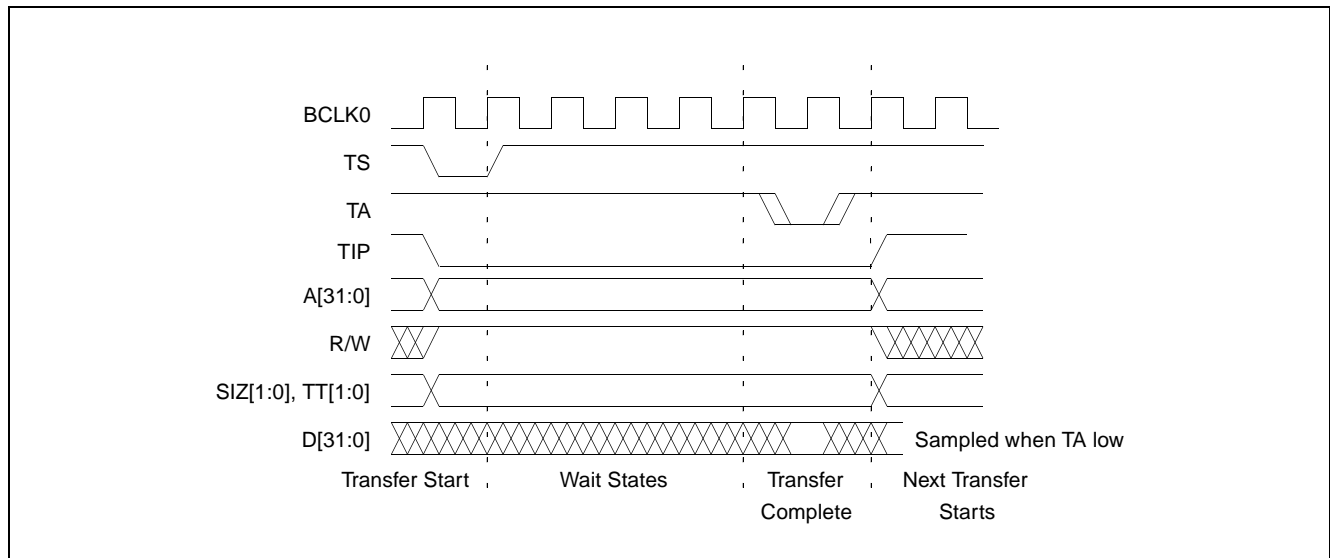 BCLK0
TS
TA
TIP
A[31:0]
R/W
SIZ[1:0], TT[1:0]
D[31:0]
Sampled when TA low
Transfer Start
Wait States
Transfer
Complete
Next Transfer
Starts